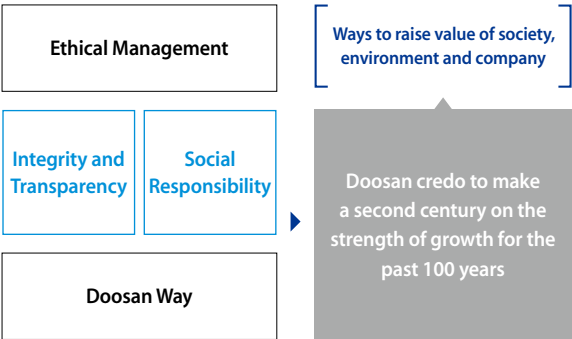 Ethical Management
Integrity and
Transparency
Social
Responsibility
Doosan Way
Ways to raise value of society,
environment and company
Doosan credo to make
a second century on the
strength of growth for the
past 100 years